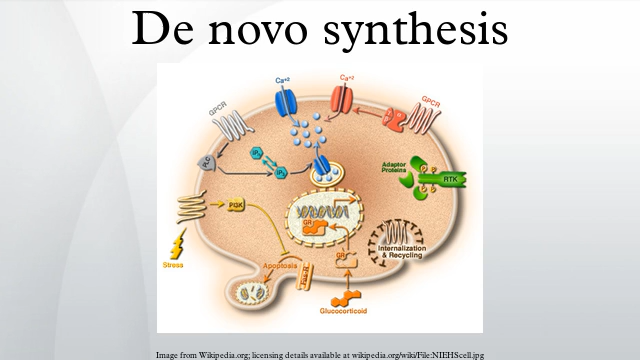 De novo synthesis
Ca+2
Ca+2
GPCR
GPCR
PLC
IP3
IP3
Adaptor
Proteins
RTK
PI3K
GR
Stress
Apoptosis
GR
Internalization
& Recycling
Glucocorticoid
Image from Wikipedia.org; licensing details available at wikipedia.org/wiki/File:NIEHScell.jpg